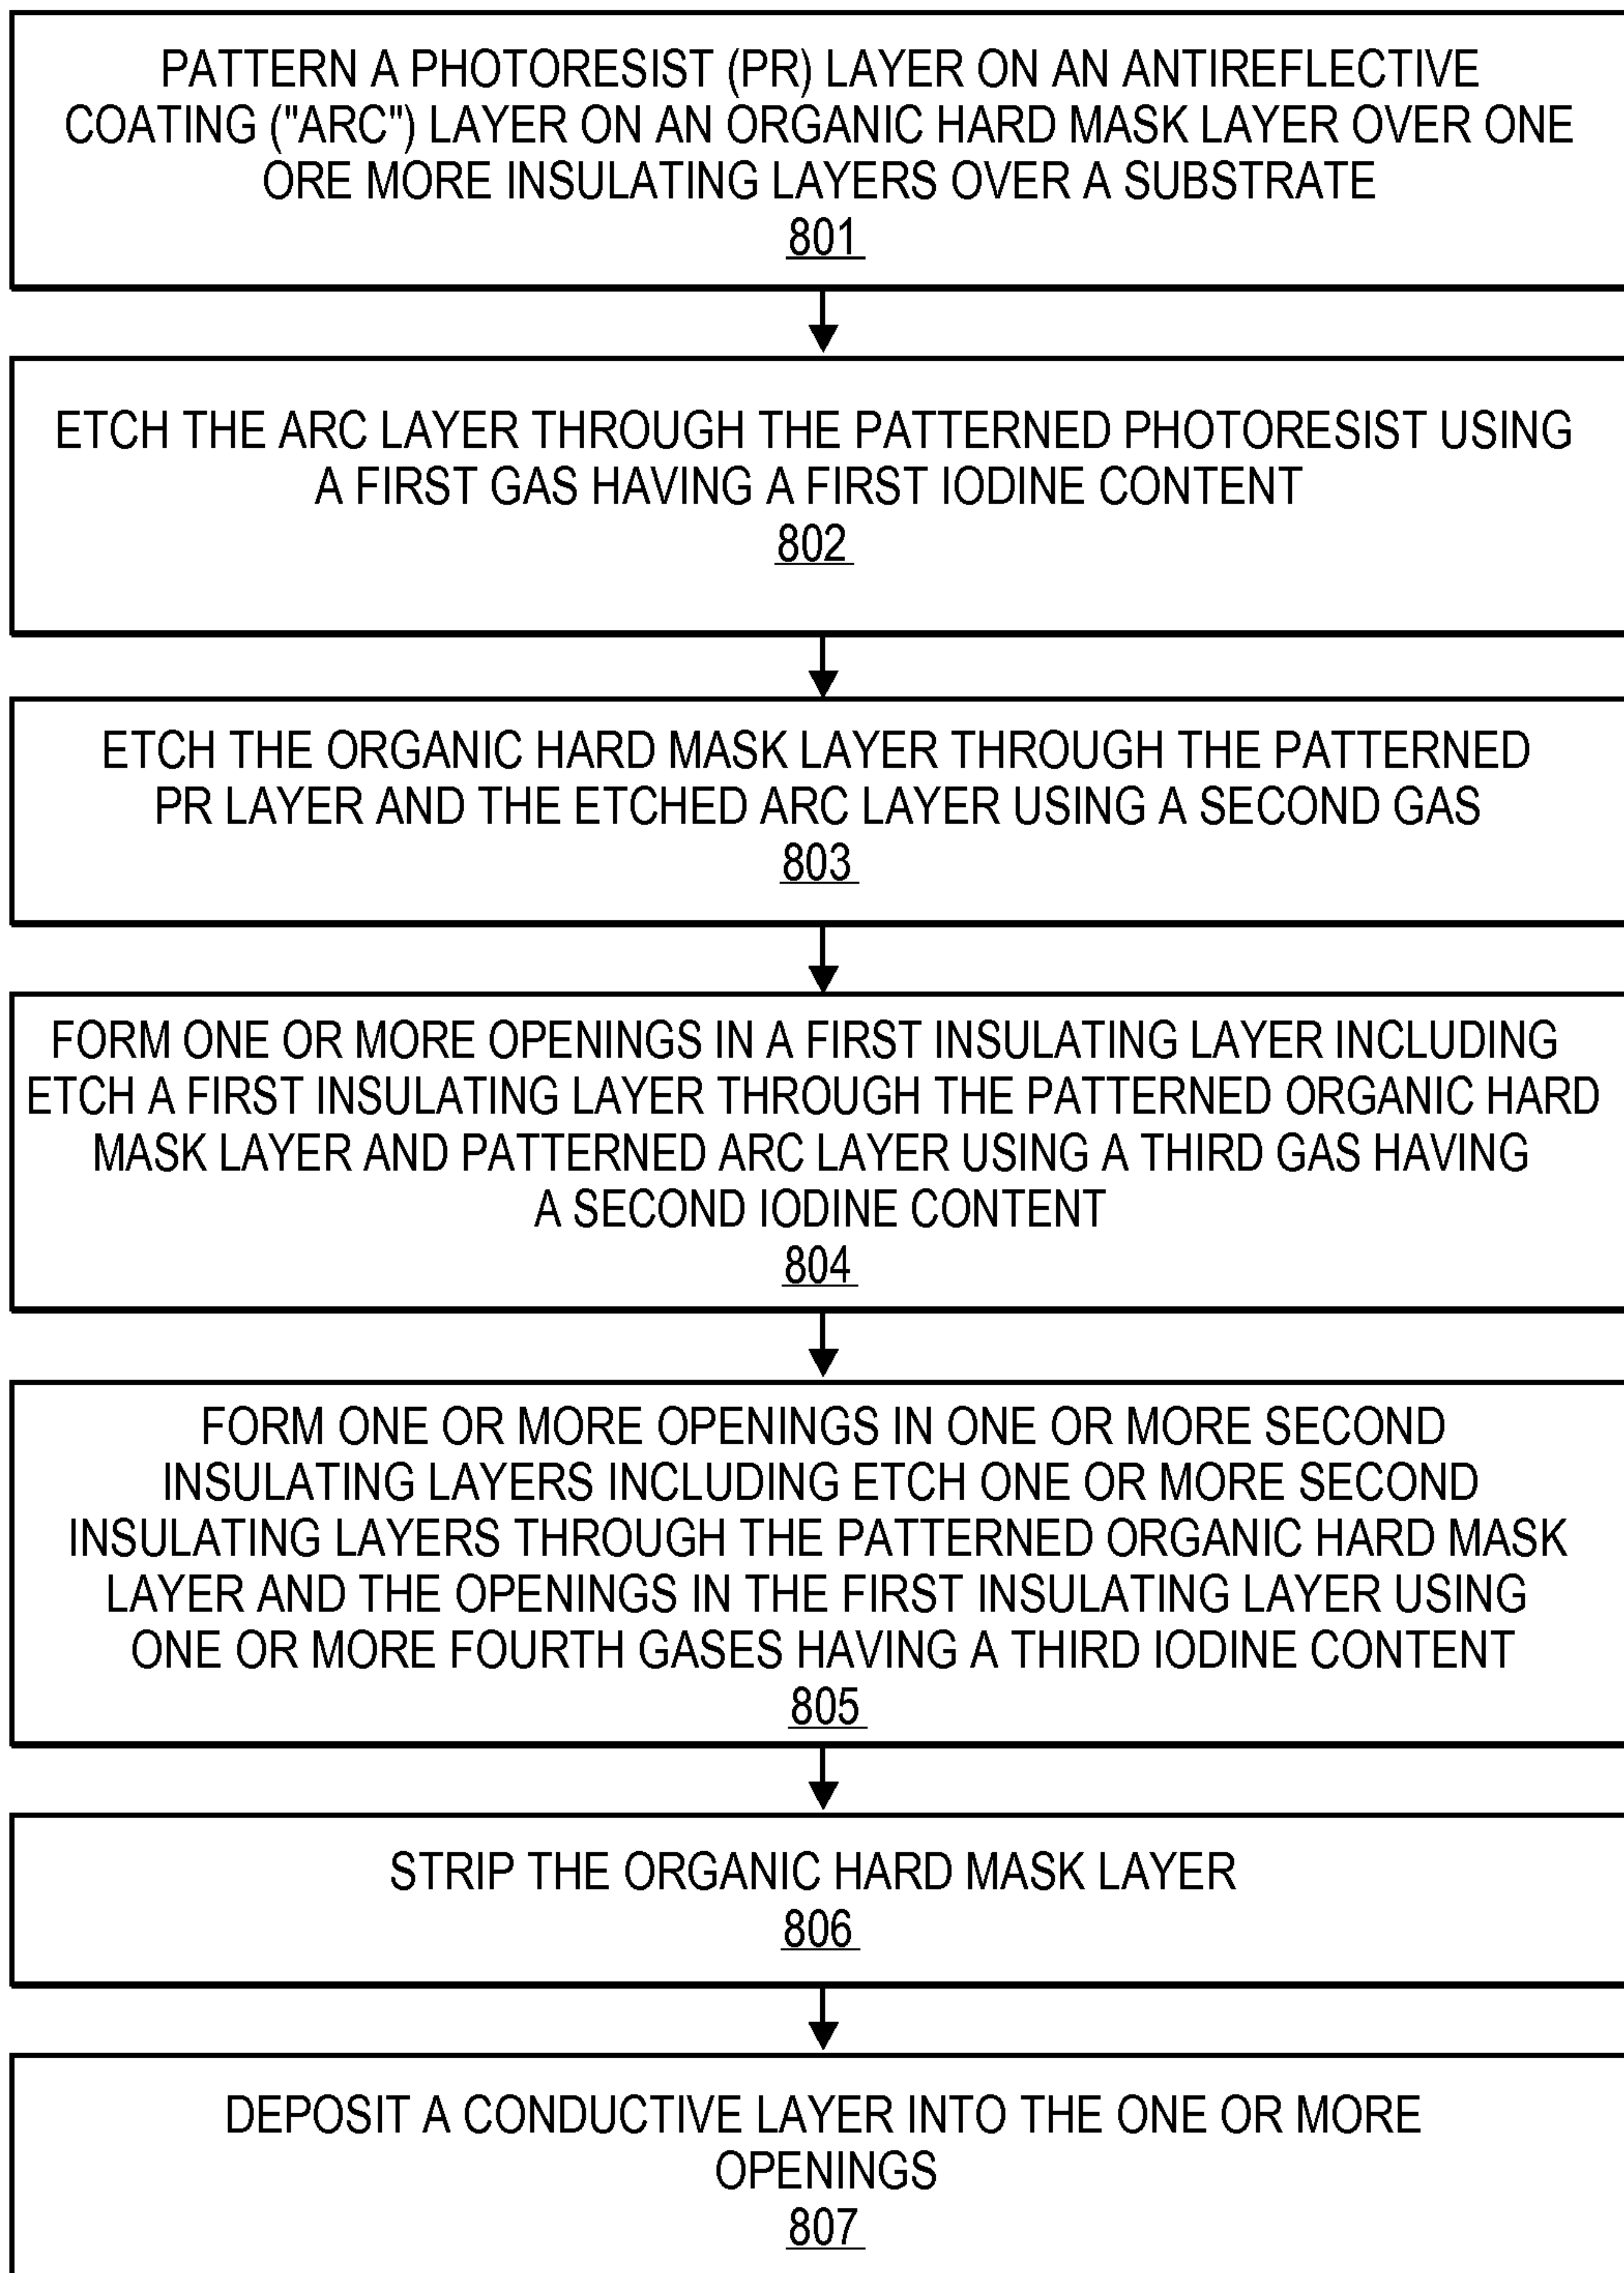 PATTERN A PHOTORESIST (PR) LAYER ON AN ANTIREFLECTIVE
COATING ("ARC") LAYER ON AN ORGANIC HARD MASK LAYER OVER ONE
ORE MORE INSULATING LAYERS OVER A SUBSTRATE
801
ETCH THE ARC LAYER THROUGH THE PATTERNED PHOTORESIST USING
A FIRST GAS HAVING A FIRST IODINE CONTENT
802
ETCH THE ORGANIC HARD MASK LAYER THROUGH THE PATTERNED
PR LAYER AND THE ETCHED ARC LAYER USING A SECOND GAS
803
FORM ONE OR MORE OPENINGS IN A FIRST INSULATING LAYER INCLUDING
ETCH A FIRST INSULATING LAYER THROUGH THE PATTERNED ORGANIC HARD
MASK LAYER AND PATTERNED ARC LAYER USING A THIRD GAS HAVING
A SECOND IODINE CONTENT
804
FORM ONE OR MORE OPENINGS IN ONE OR MORE SECOND
INSULATING LAYERS INCLUDING ETCH ONE OR MORE SECOND
INSULATING LAYERS THROUGH THE PATTERNED ORGANIC HARD MASK
LAYER AND THE OPENINGS IN THE FIRST INSULATING LAYER USING
ONE OR MORE FOURTH GASES HAVING A THIRD IODINE CONTENT
805
STRIP THE ORGANIC HARD MASK LAYER
806
DEPOSIT A CONDUCTIVE LAYER INTO THE ONE OR MORE
OPENINGS
807